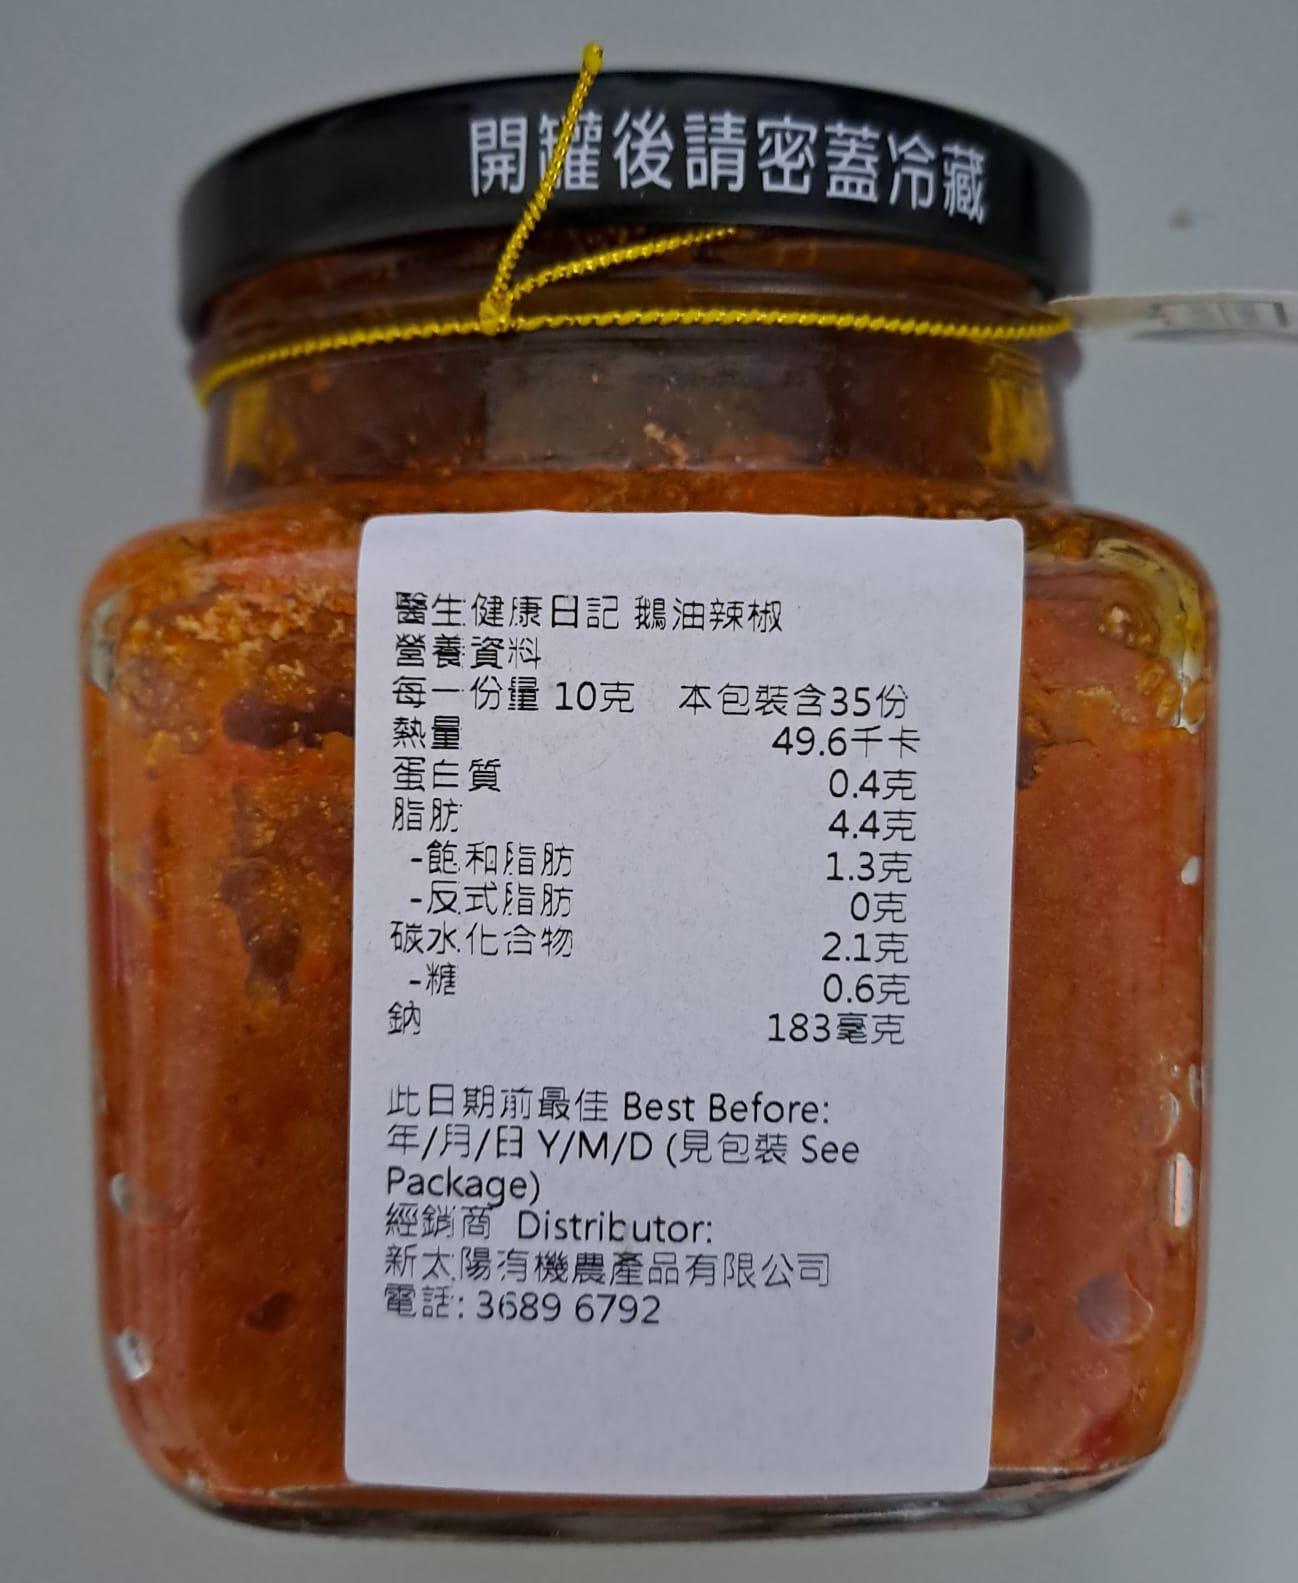 開罐後請密蓋冷藏
醫生健康日記 鵝油辣椒
營養資料
每一份量 10克 本包裝含35份
熱量 49.6千卡
蛋白質 0.4克
脂肪 4.4克
-飽和脂肪 1.3克
-反式脂肪 0克
碳水化合物 2.1克
-糖 0.6克
鈉 183毫克
此日期前最佳 Best Before:
年/月/日 Y/M/D (見包裝 See
Package)
經銷商 Distributor:
新太陽有機農產品有限公司
電話: 3689 6792